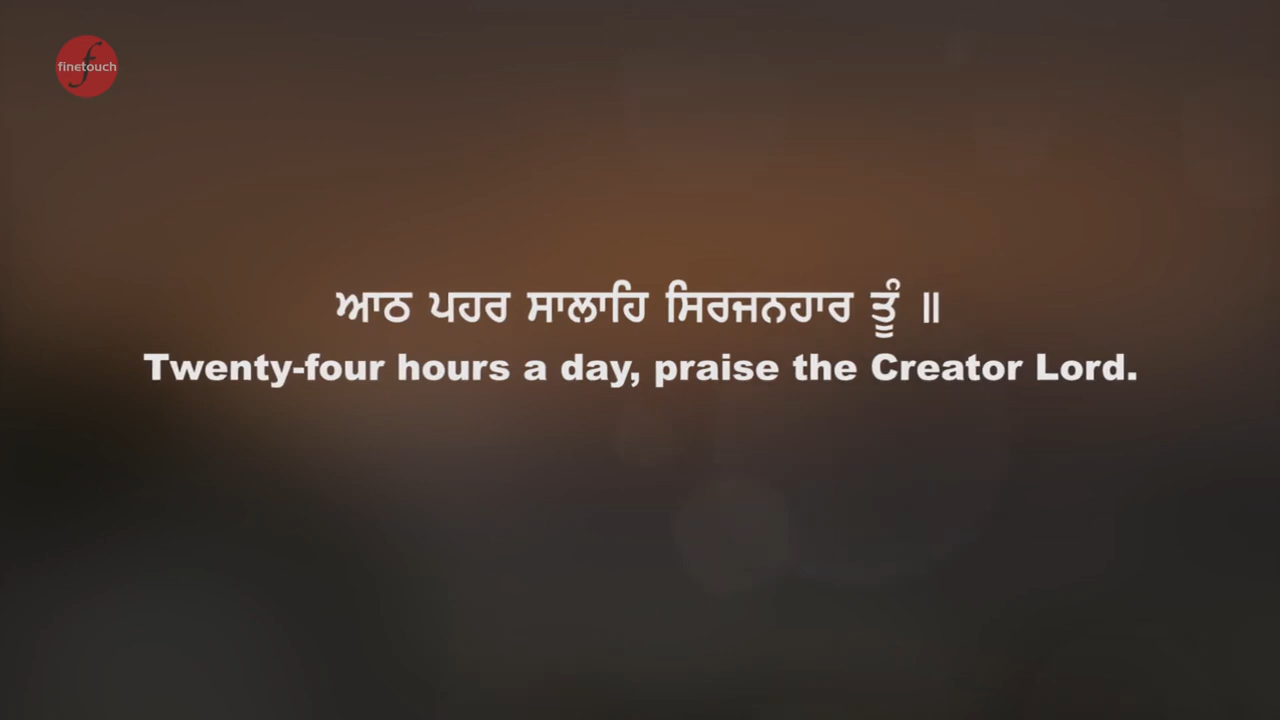 finetouch
ਆਠ ਪਹਰ ਸਾਲਾਹਿ ਸਿਰਜਨਹਾਰ ਤੂੰ ॥
Twenty-four hours a day, praise the Creator Lord.